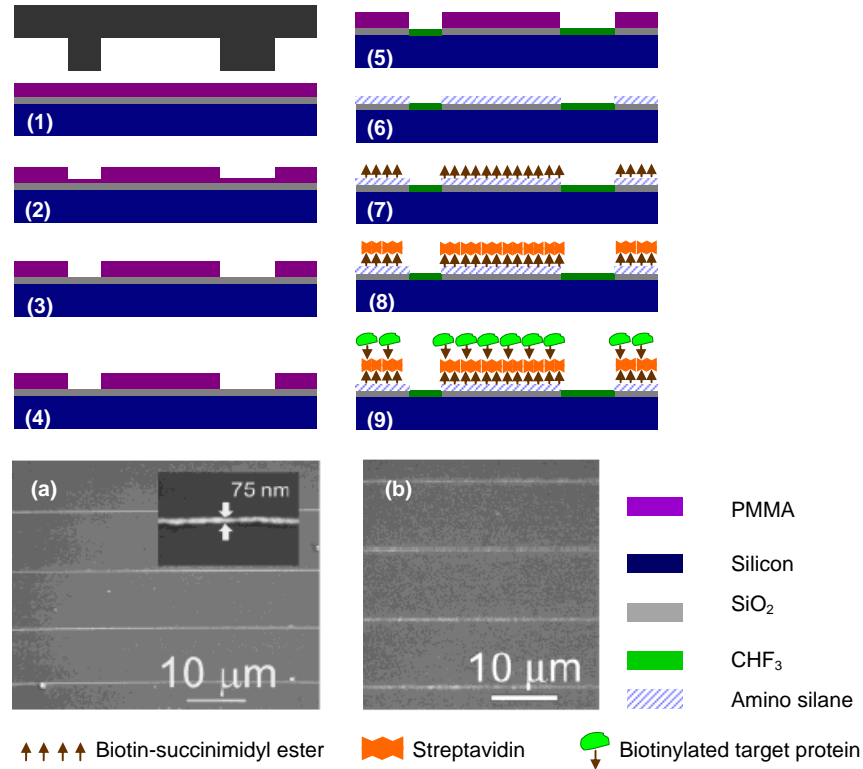 (1)
(2)
(3)
(4)
(5)
(6)
(7)
(8)
(9)
(a)
75 nm
10 μm
(b)
10 μm
PMMA
Silicon
SiO₂
CHF₃
Amino silane
Biotin-succinimidyl ester
Streptavidin
Biotinylated target protein